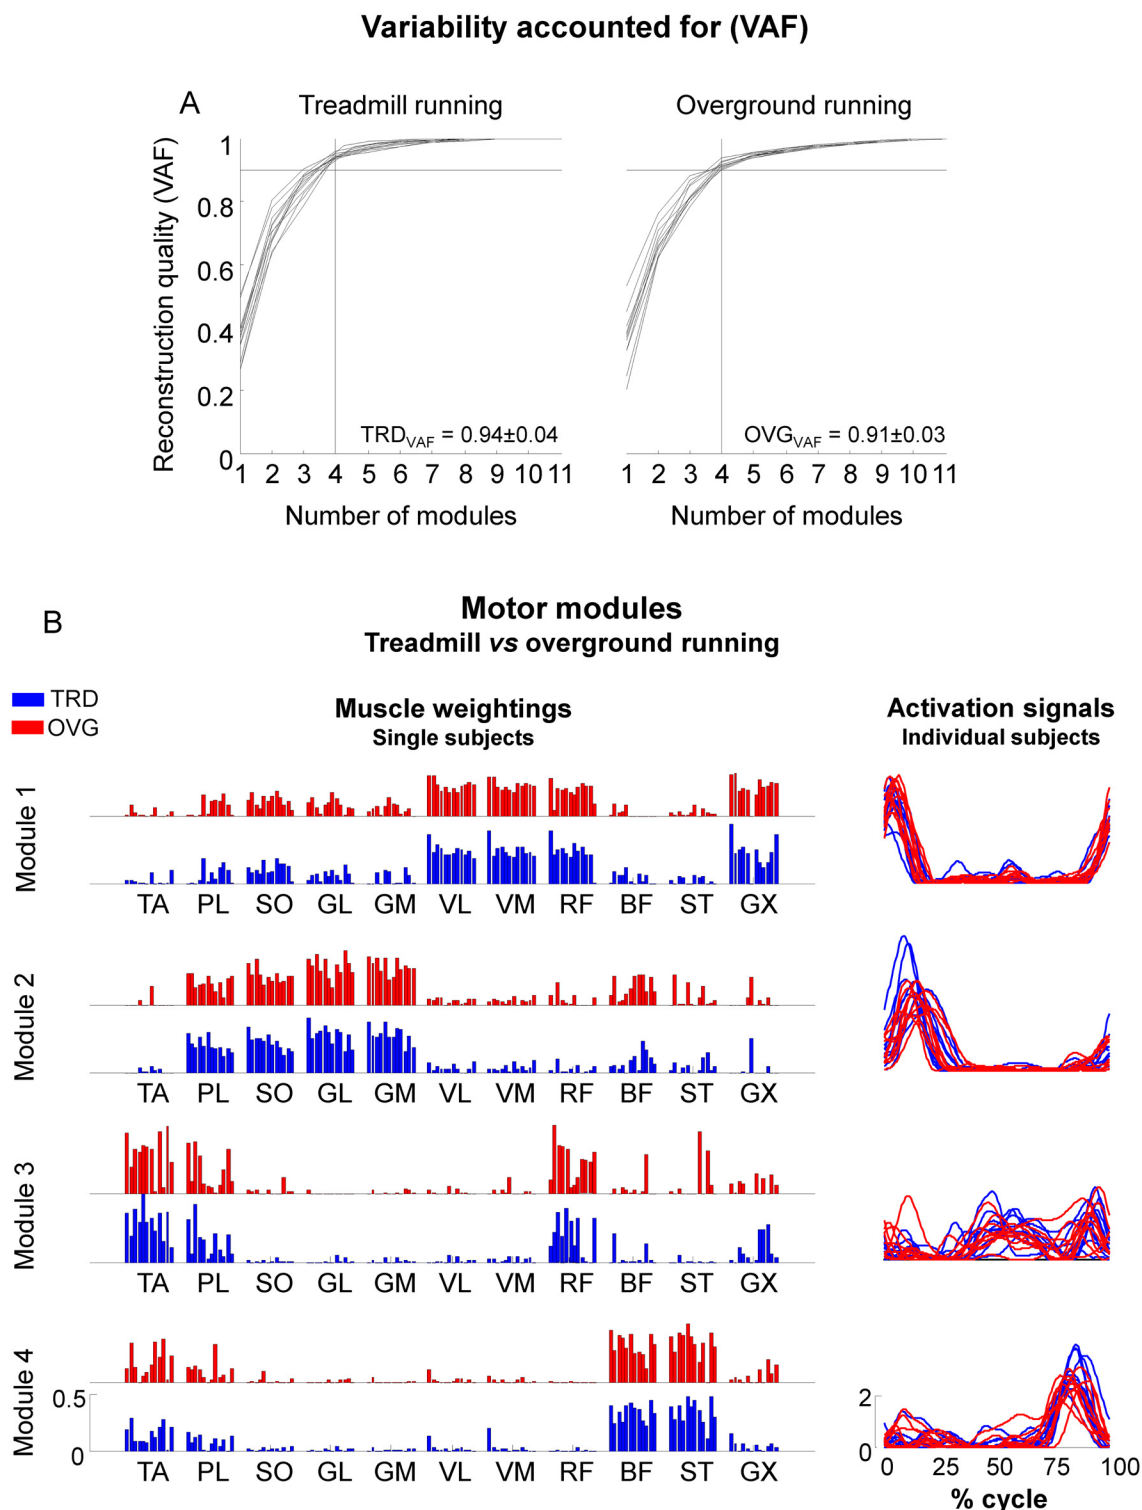 Variability accounted for (VAF)
A
Treadmill running
Overground running
Reconstruction quality (VAF)
1
0.8
0.6
0.4
0.2
0
TRDVAF = 0.94±0.04
OVGVAF = 0.91±0.03
1 2 3 4 5 6 7 8 9 10 11
1 2 3 4 5 6 7 8 9 10 11
Number of modules
Number of modules
B
Motor modules
Treadmill vs overground running
TRD
OVG
Muscle weightings
Single subjects
Activation signals
Individual subjects
Module 1
TA PL SO GL GM VL VM RF BF ST GX
Module 2
TA PL SO GL GM VL VM RF BF ST GX
Module 3
TA PL SO GL GM VL VM RF BF ST GX
Module 4
0.5
0
TA PL SO GL GM VL VM RF BF ST GX
2
0
0 25 50 75 100
% cycle